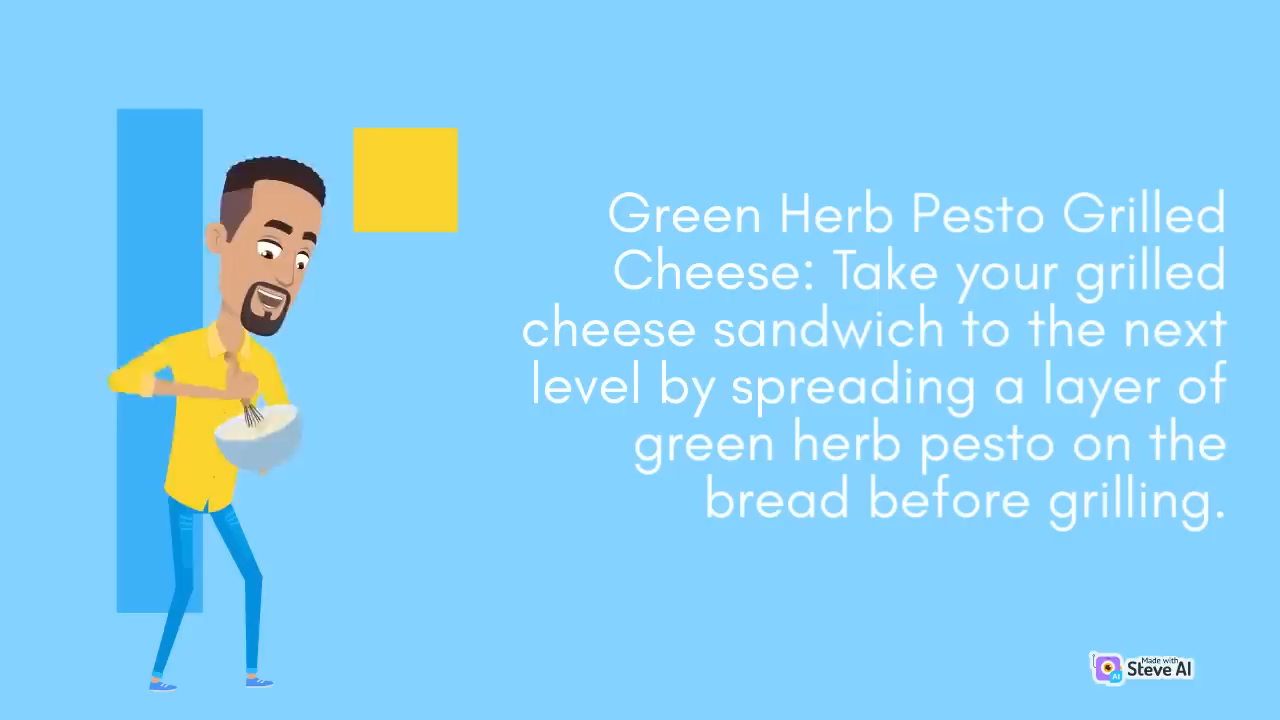 Green Herb Pesto Grilled
Cheese: Take your grilled
cheese sandwich to the next
level by spreading a layer of
green herb pesto on the
bread before grilling.
Made with
Steve AI
AI